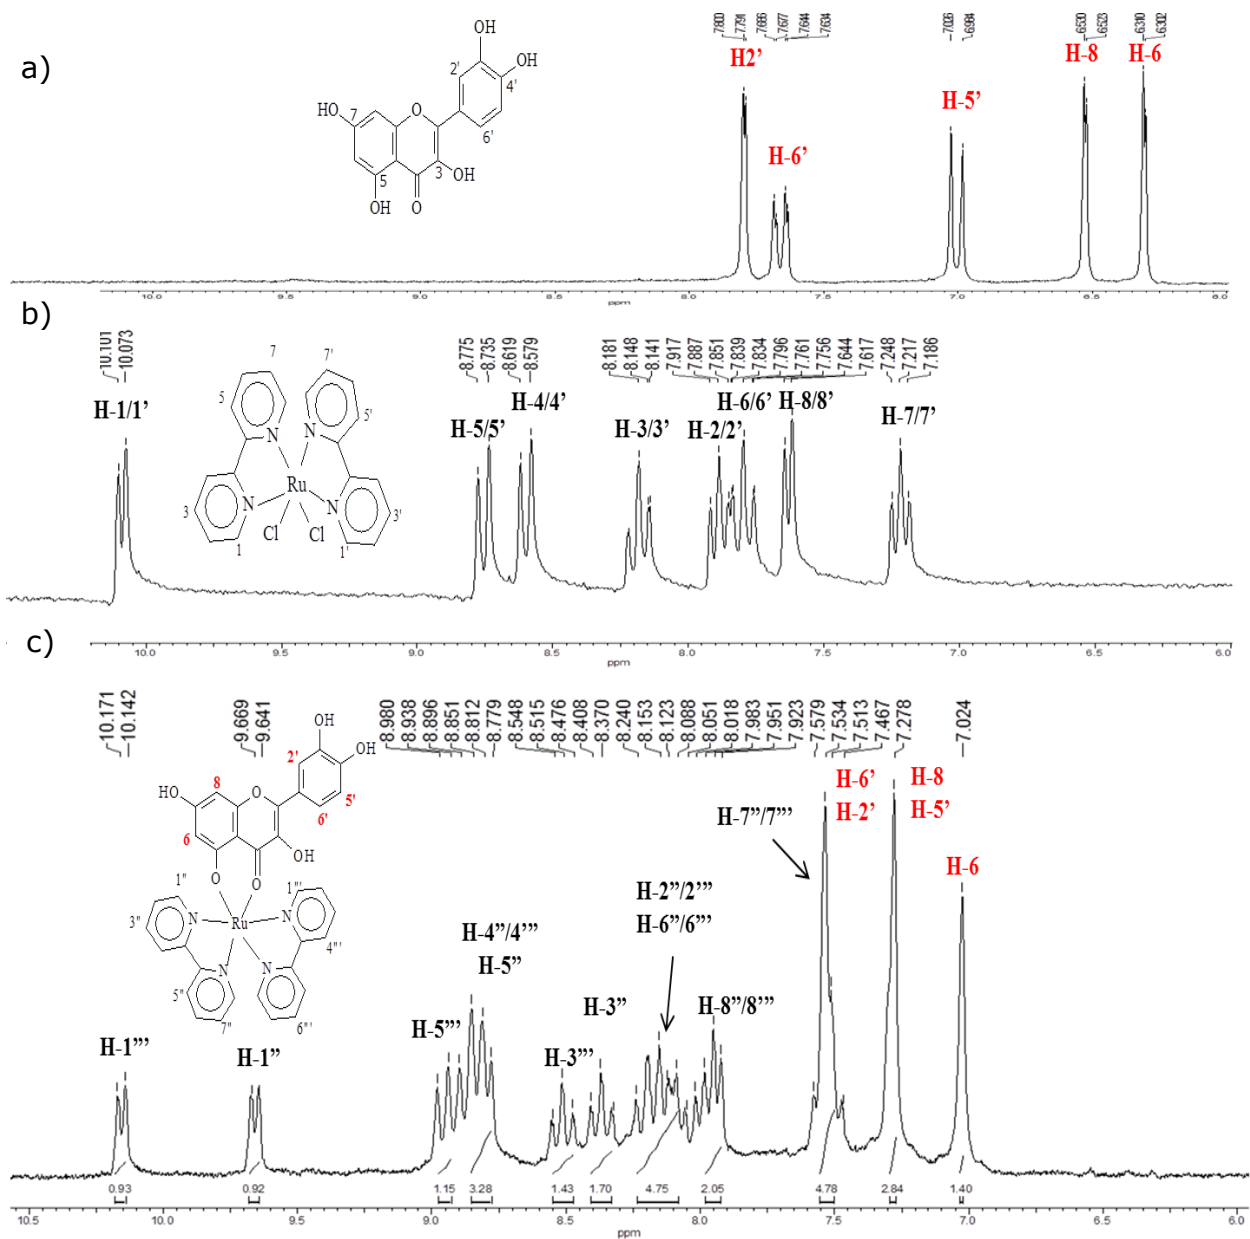 a)
7.800 7.791 7.686 7.677 7.644 7.634 7.026 6.984 6.530 6.523 6.310 6.302
H2’ H-6’ H-5’ H-8 H-6
OH
OH
2'
4'
HO 7 O
6'
3 OH
5
OH O
10.0 9.5 9.0 8.5 8.0 7.5 7.0 6.5 6.0
ppm
b)
10.101 10.073 8.775 8.735 8.619 8.579 8.181 8.148 8.141 7.917 7.887 7.851 7.839 7.834 7.796 7.761 7.756 7.644 7.617 7.248 7.217 7.186
H-1/1’ H-5/5’ H-4/4’ H-3/3’ H-2/2’ H-6/6’ H-8/8’ H-7/7’
7 7'
5 5'
N N
Ru
N N
3 3'
Cl Cl
1 1'
10.0 9.5 9.0 8.5 8.0 7.5 7.0 6.5 6.0
ppm
c)
10.171 10.142 9.669 9.641 8.980 8.938 8.896 8.851 8.812 8.779 8.548 8.515 8.476 8.408 8.370 8.240 8.153 8.123 8.088 8.051 8.018 7.983 7.951 7.923 7.579 7.534 7.513 7.467 7.278 7.024
OH
OH
2'
HO 8 O 5'
6'
6 OH
O O
1" 1"'
3" N Ru N
4"'
N N
5"
7" 6"'
H-1”’
H-1”
H-5”’
H-4”/4”’
H-5”
H-3”’
H-3”
H-2”/2”’
H-6”/6”’
H-8”/8”’
H-7”/7”’
H-6’
H-2’
H-8
H-5’
H-6
0.93 0.92 1.15 3.28 1.43 1.70 4.75 2.05 4.78 2.84 1.40
10.5 10.0 9.5 9.0 8.5 8.0 7.5 7.0 6.5 6.0
ppm